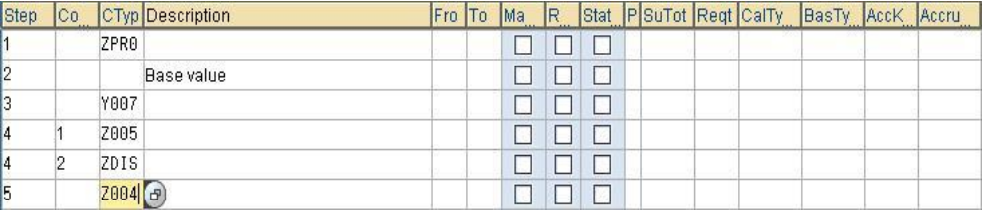 Step Co... CTyp Description Fro To Ma... R... Stat P SuTot Reqt CalTy... BasTy... AccK... Accru...
1 ZPR0
2 Base value
3 Y007
4 1 Z005
4 2 ZDIS
5 Z004